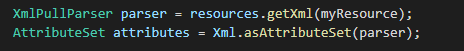 XmlPullParser parser = resources.getXml(myResource);
AttributeSet attributes = Xml.asAttributeSet(parser);